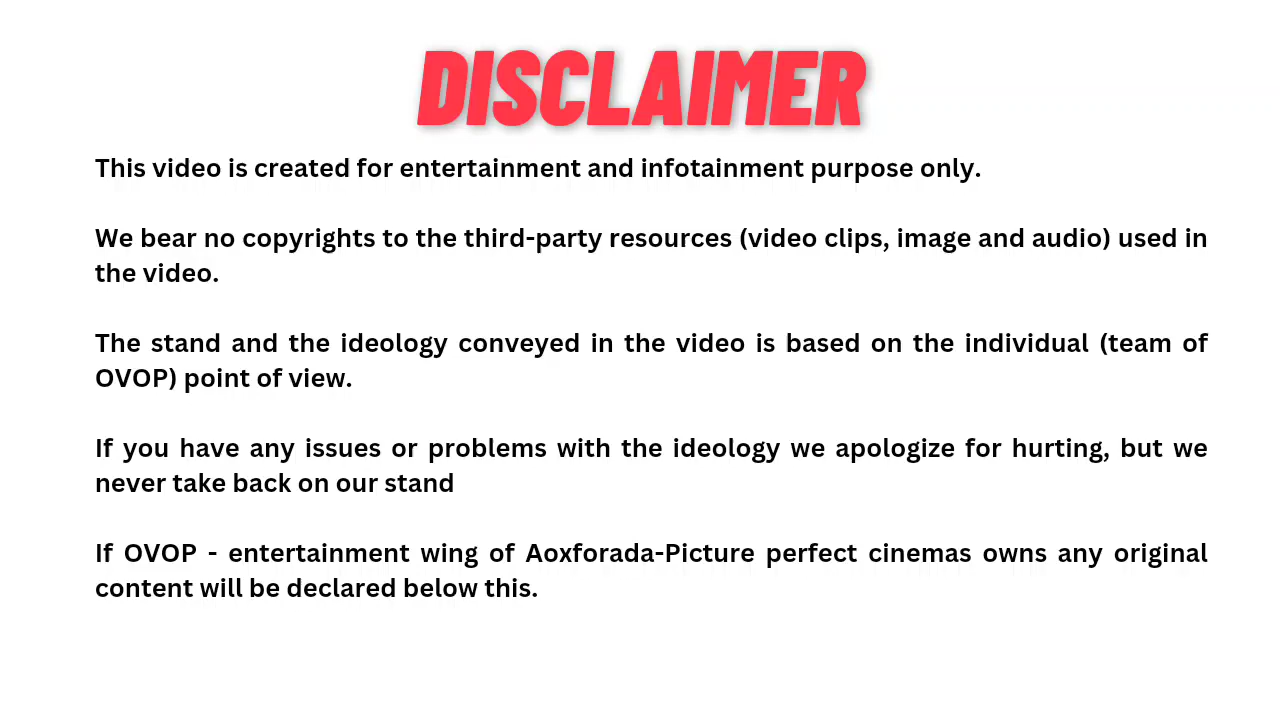 DISCLAIMER
This video is created for entertainment and infotainment purpose only.
We bear no copyrights to the third-party resources (video clips, image and audio) used in
the video.
The stand and the ideology conveyed in the video is based on the individual (team of
OVOP) point of view.
If you have any issues or problems with the ideology we apologize for hurting, but we
never take back on our stand
If OVOP - entertainment wing of Aoxforada-Picture perfect cinemas owns any original
content will be declared below this.